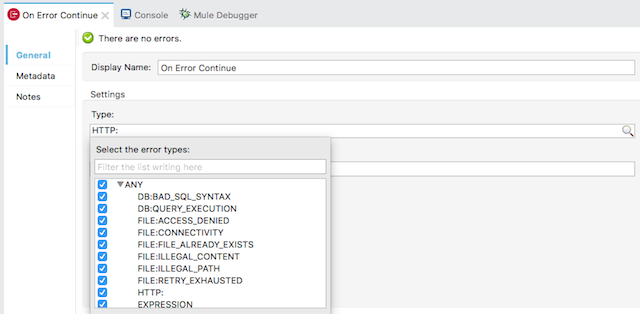 On Error Continue
Console
Mule Debugger
There are no errors.
General
Metadata
Notes
Display Name: On Error Continue
Settings
Type:
HTTP:
Select the error types:
Filter the list writing here
ANY
DB:BAD_SQL_SYNTAX
DB:QUERY_EXECUTION
FILE:ACCESS_DENIED
FILE:CONNECTIVITY
FILE:FILE_ALREADY_EXISTS
FILE:ILLEGAL_CONTENT
FILE:ILLEGAL_PATH
FILE:RETRY_EXHAUSTED
HTTP:
EXPRESSION